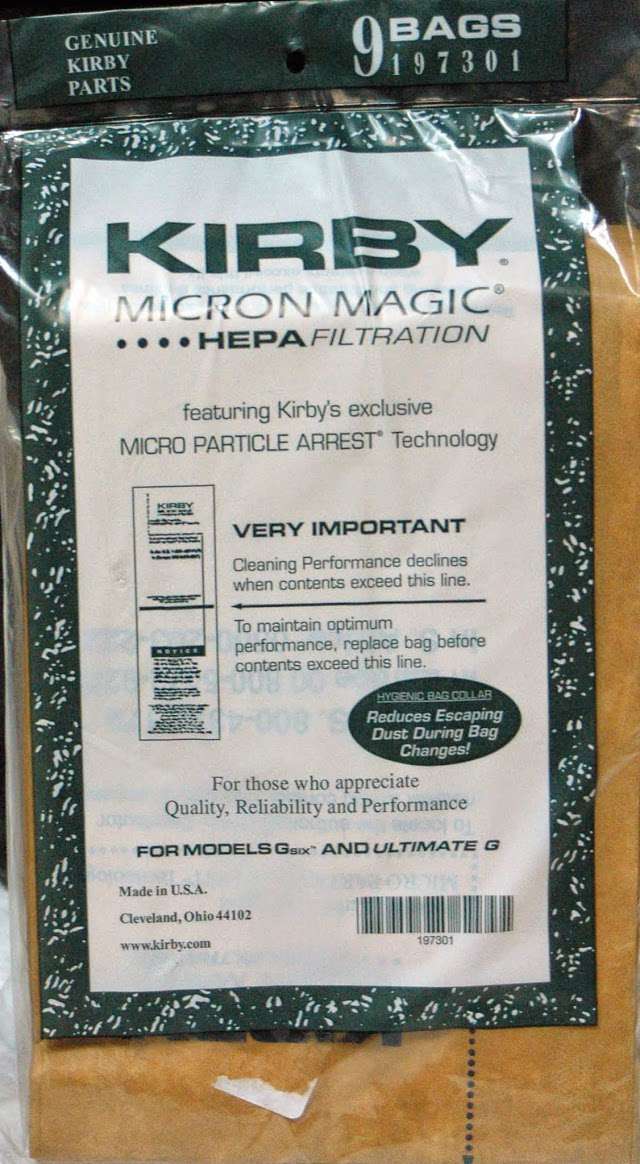 GENUINE
KIRBY
PARTS
9 BAGS
197301
KIRBY®
MICRON MAGIC®
•••• HEPA FILTRATION
featuring Kirby's exclusive
MICRO PARTICLE ARREST® Technology
KIRBY
NOTICE
VERY IMPORTANT
Cleaning Performance declines
when contents exceed this line.
To maintain optimum
performance, replace bag before
contents exceed this line.
HYGIENIC BAG COLLAR
Reduces Escaping
Dust During Bag
Changes!
For those who appreciate
Quality, Reliability and Performance
FOR MODELS Gsix™ AND ULTIMATE G
Made in U.S.A.
Cleveland, Ohio 44102
www.kirby.com
197301